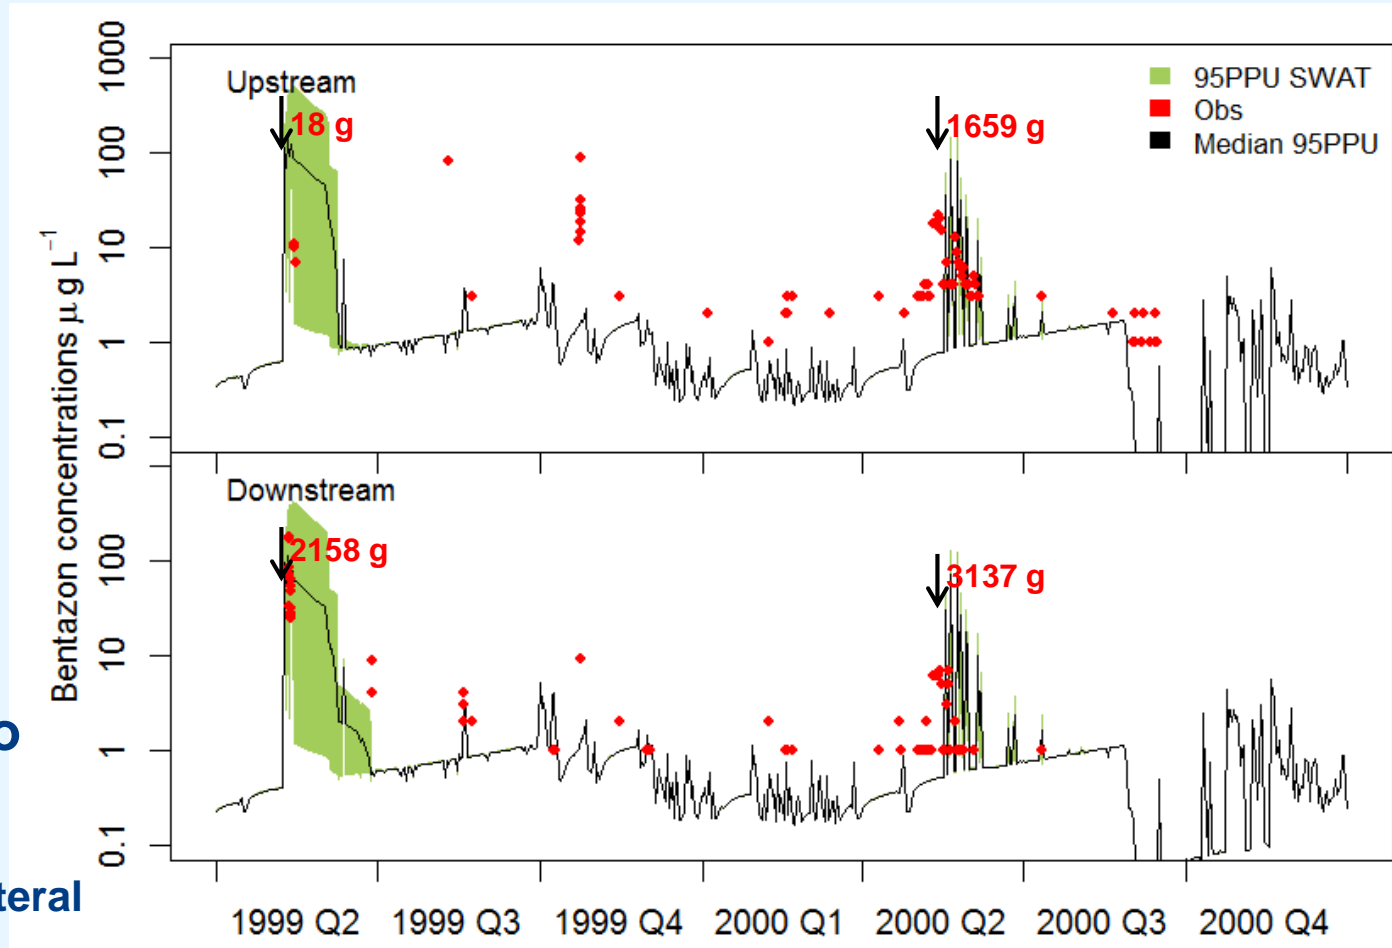 1000
100
10
1
0.1
100
10
1
0.1
Bentazon concentrations µ g L⁻¹
Upstream
18 g
1659 g
95PPU SWAT
Obs
Median 95PPU
Downstream
2158 g
3137 g
1999 Q2 1999 Q3 1999 Q4 2000 Q1 2000 Q2 2000 Q3 2000 Q4
o
teral